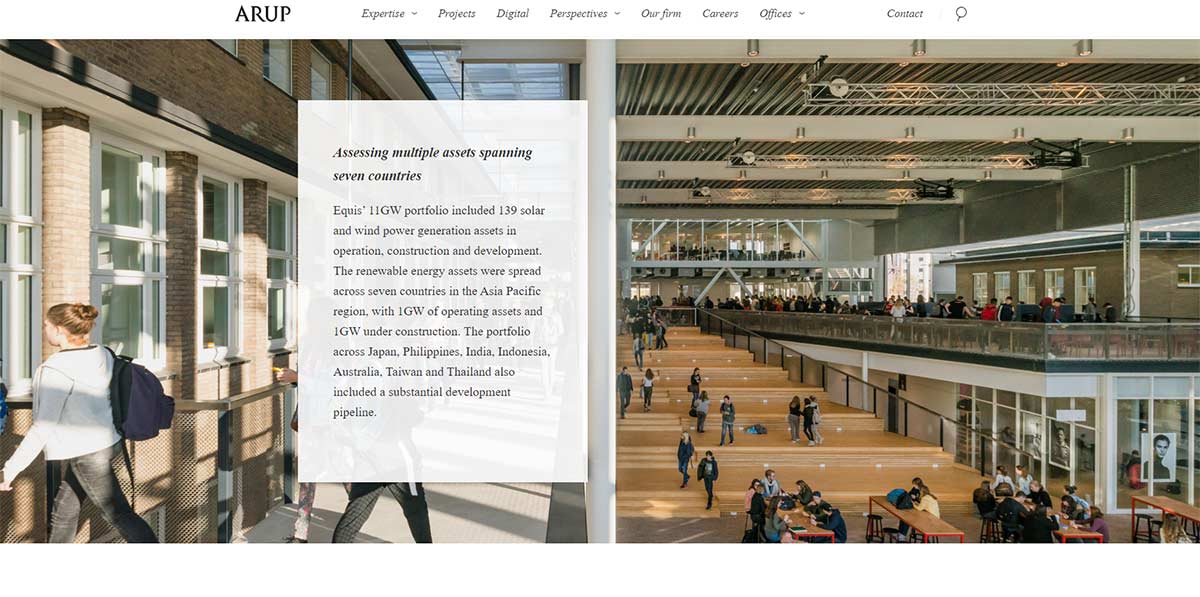 ARUP
Expertise
Projects
Digital
Perspectives
Our firm
Careers
Offices
Contact
Assessing multiple assets spanning
seven countries
Equis’ 11GW portfolio included 139 solar
and wind power generation assets in
operation, construction and development.
The renewable energy assets were spread
across seven countries in the Asia Pacific
region, with 1GW of operating assets and
1GW under construction. The portfolio
across Japan, Philippines, India, Indonesia,
Australia, Taiwan and Thailand also
included a substantial development
pipeline.